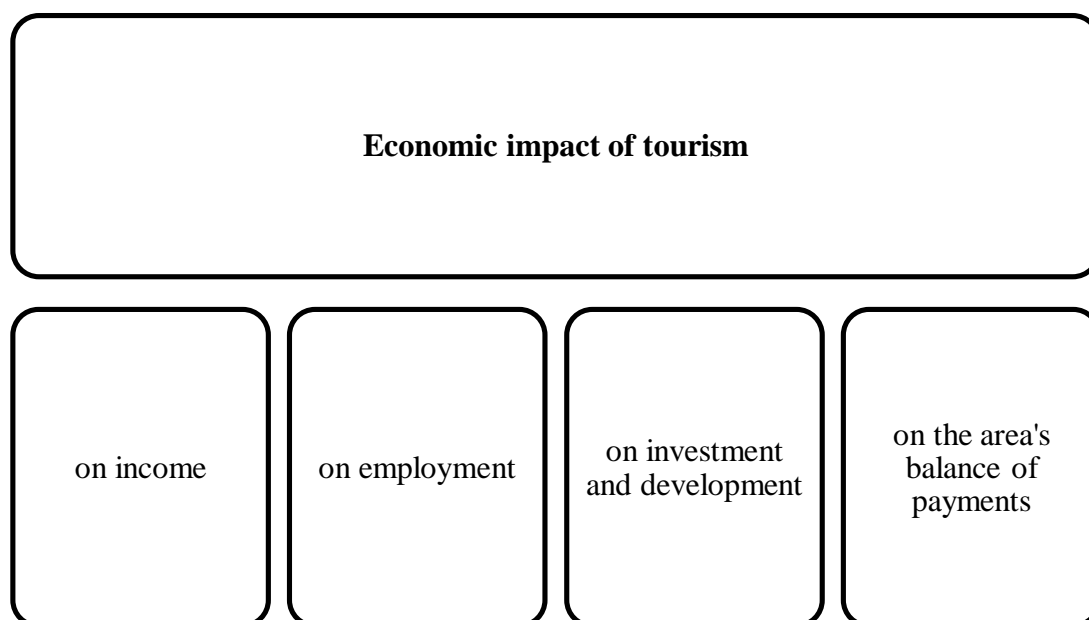 Economic impact of tourism
on income
on employment
on investment
and development
on the area's
balance of
payments